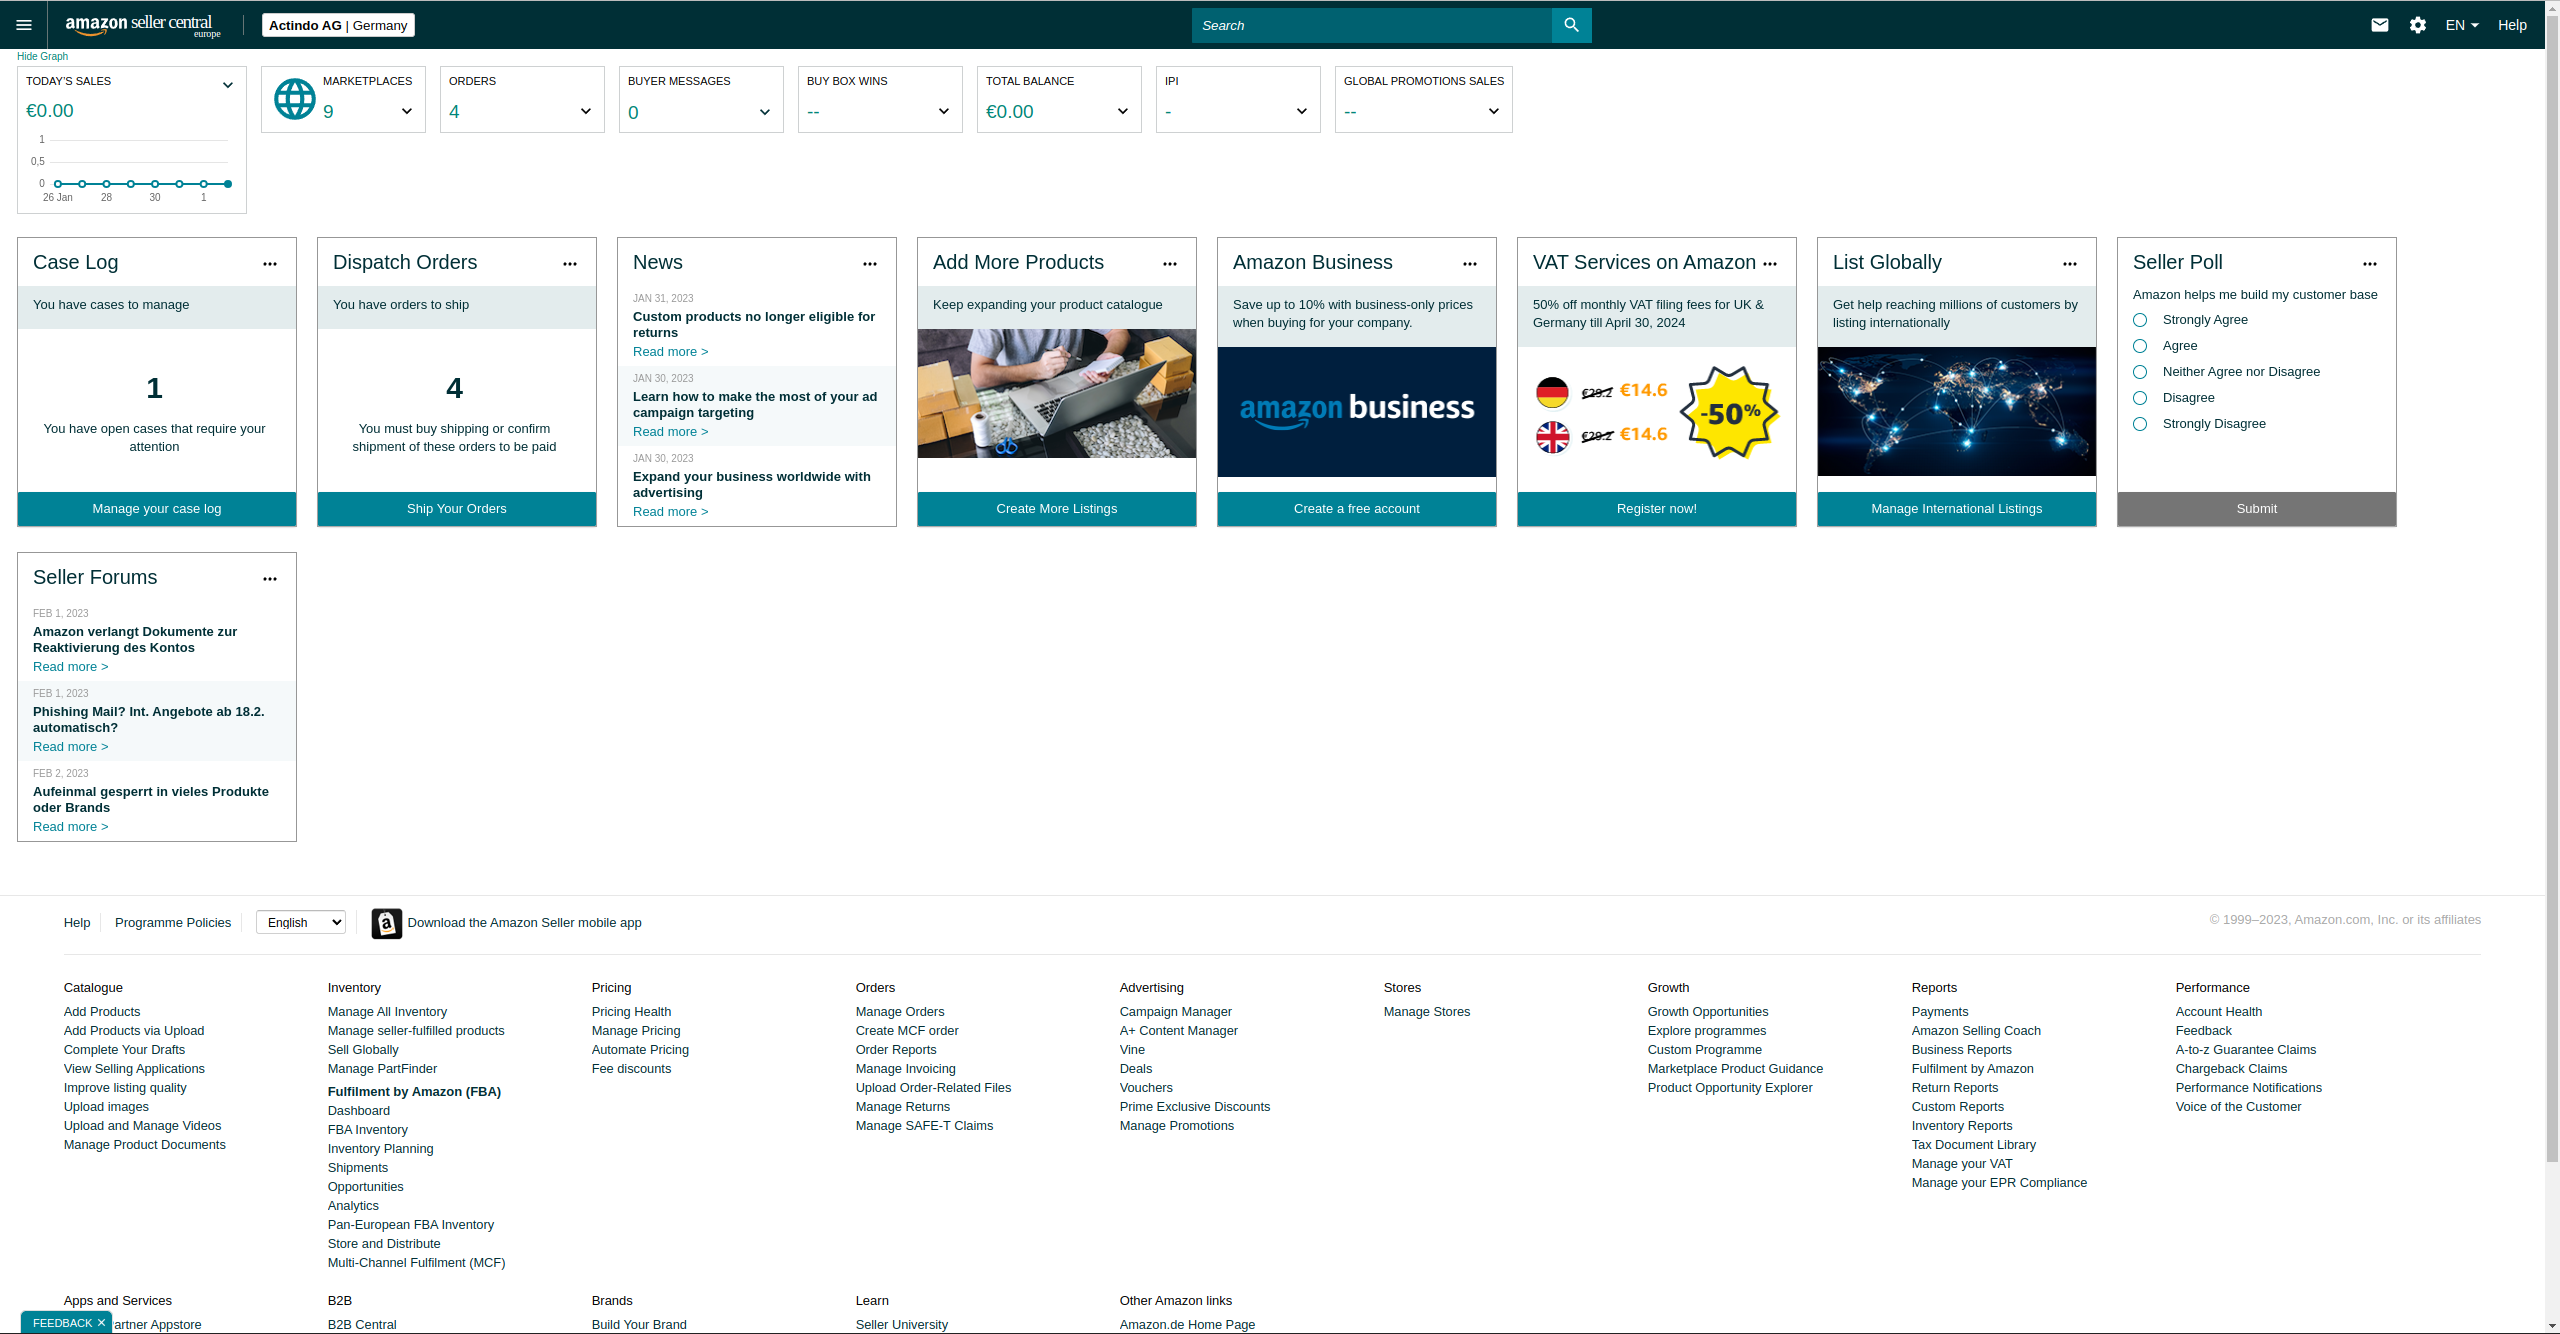 amazon seller central
europe
Actindo AG | Germany
Search
EN
Help
Hide Graph
TODAY'S SALES
€0.00
1
0,5
0
26 Jan
28
30
1
MARKETPLACES
9
ORDERS
4
BUYER MESSAGES
0
BUY BOX WINS
--
TOTAL BALANCE
€0.00
IPI
-
GLOBAL PROMOTIONS SALES
--
Case Log
You have cases to manage
1
You have open cases that require your
attention
Manage your case log
Dispatch Orders
You have orders to ship
4
You must buy shipping or confirm
shipment of these orders to be paid
Ship Your Orders
News
JAN 31, 2023
Custom products no longer eligible for
returns
Read more >
JAN 30, 2023
Learn how to make the most of your ad
campaign targeting
Read more >
JAN 30, 2023
Expand your business worldwide with
advertising
Read more >
Add More Products
Keep expanding your product catalogue
Create More Listings
Amazon Business
Save up to 10% with business-only prices
when buying for your company.
amazon business
Create a free account
VAT Services on Amazon
50% off monthly VAT filing fees for UK &
Germany till April 30, 2024
€29.2 €14.6
€29.2 €14.6
-50%
Register now!
List Globally
Get help reaching millions of customers by
listing internationally
Manage International Listings
Seller Poll
Amazon helps me build my customer base
Strongly Agree
Agree
Neither Agree nor Disagree
Disagree
Strongly Disagree
Submit
Seller Forums
FEB 1, 2023
Amazon verlangt Dokumente zur
Reaktivierung des Kontos
Read more >
FEB 1, 2023
Phishing Mail? Int. Angebote ab 18.2.
automatisch?
Read more >
FEB 2, 2023
Aufeinmal gesperrt in vieles Produkte
oder Brands
Read more >
Help
Programme Policies
English
Download the Amazon Seller mobile app
© 1999–2023, Amazon.com, Inc. or its affiliates
Catalogue
Add Products
Add Products via Upload
Complete Your Drafts
View Selling Applications
Improve listing quality
Upload images
Upload and Manage Videos
Manage Product Documents
Inventory
Manage All Inventory
Manage seller-fulfilled products
Sell Globally
Manage PartFinder
Fulfilment by Amazon (FBA)
Dashboard
FBA Inventory
Inventory Planning
Shipments
Opportunities
Analytics
Pan-European FBA Inventory
Store and Distribute
Multi-Channel Fulfilment (MCF)
Pricing
Pricing Health
Manage Pricing
Automate Pricing
Fee discounts
Orders
Manage Orders
Create MCF order
Order Reports
Manage Invoicing
Upload Order-Related Files
Manage Returns
Manage SAFE-T Claims
Advertising
Campaign Manager
A+ Content Manager
Vine
Deals
Vouchers
Prime Exclusive Discounts
Manage Promotions
Stores
Manage Stores
Growth
Growth Opportunities
Explore programmes
Custom Programme
Marketplace Product Guidance
Product Opportunity Explorer
Reports
Payments
Amazon Selling Coach
Business Reports
Fulfilment by Amazon
Return Reports
Custom Reports
Inventory Reports
Tax Document Library
Manage your VAT
Manage your EPR Compliance
Performance
Account Health
Feedback
A-to-z Guarantee Claims
Chargeback Claims
Performance Notifications
Voice of the Customer
Apps and Services
artner Appstore
B2B
B2B Central
Brands
Build Your Brand
Learn
Seller University
Other Amazon links
Amazon.de Home Page
FEEDBACK ×